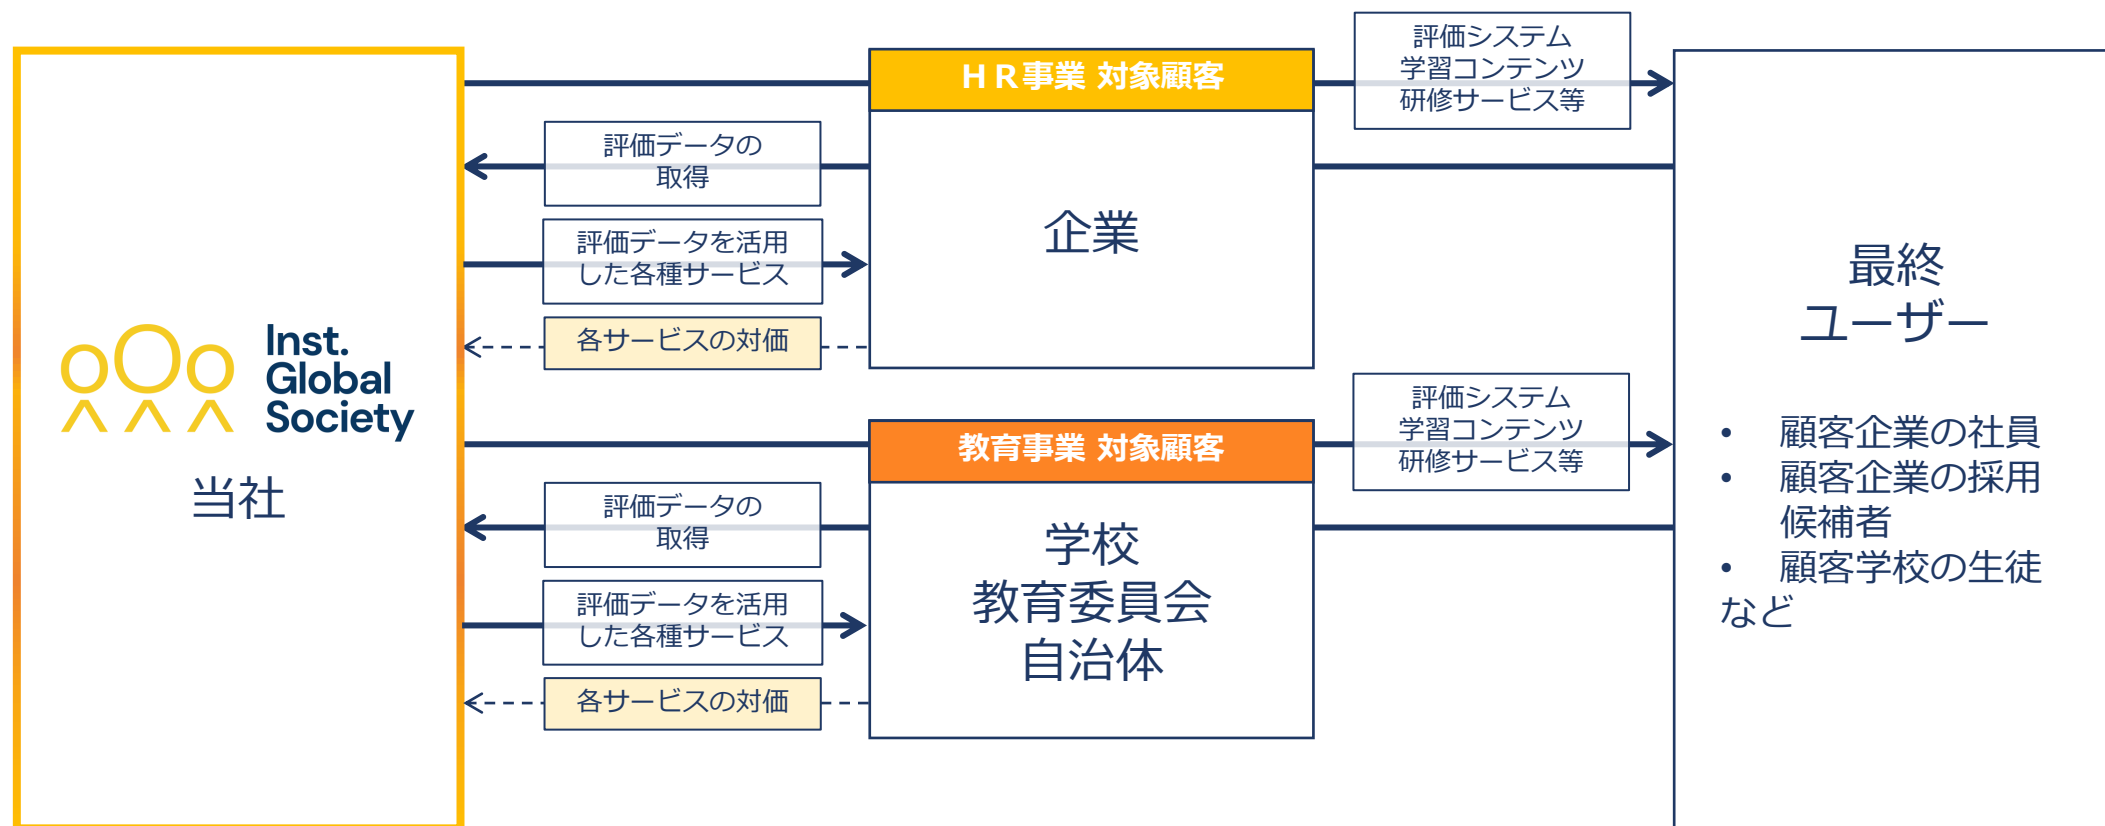 Inst.
Global
Society
当社
HR事業 対象顧客
企業
評価システム
学習コンテンツ
研修サービス等
評価データの
取得
評価データを活用
した各種サービス
各サービスの対価
教育事業 対象顧客
学校
教育委員会
自治体
評価システム
学習コンテンツ
研修サービス等
評価データの
取得
評価データを活用
した各種サービス
各サービスの対価
最終
ユーザー
• 顧客企業の社員
• 顧客企業の採用
候補者
• 顧客学校の生徒
など